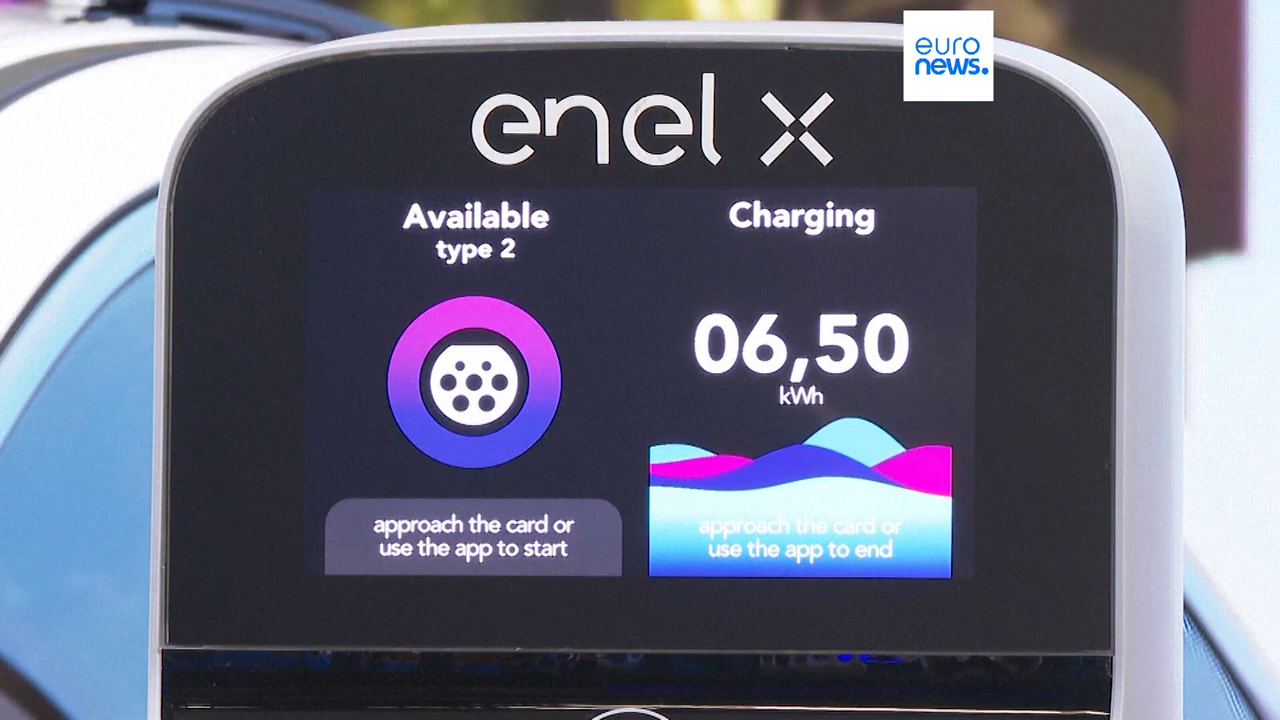 euro
news.
enel x
Available
type 2
approach the card or
use the app to start
Charging
06,50
kWh
approach the card or
use the app to end